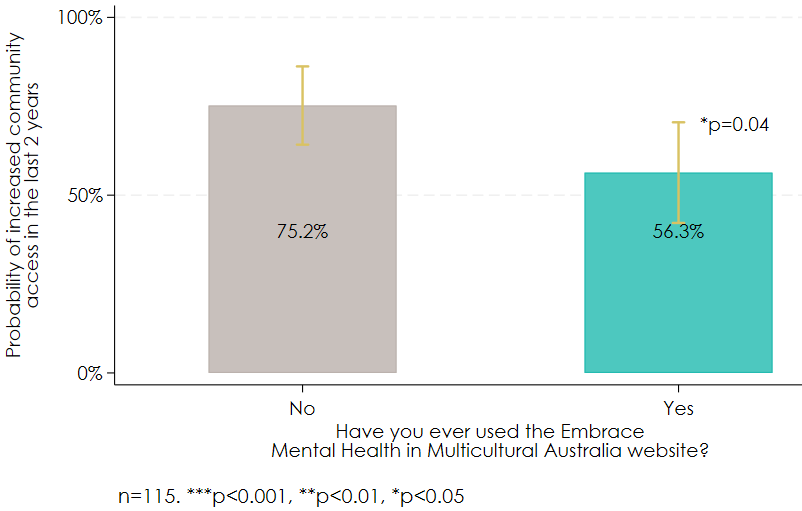 Probability of increased community
access in the last 2 years
100%
50%
0%
75.2%
56.3%
*p=0.04
No
Yes
Have you ever used the Embrace
Mental Health in Multicultural Australia website?
n=115. ***p<0.001, **p<0.01, *p<0.05